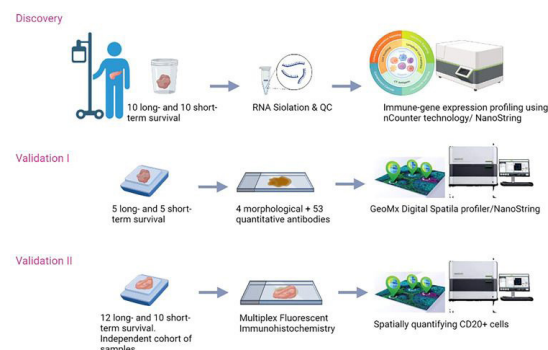 Discovery
10 long- and 10 short-
term survival
RNA Siolation & QC
Immune-gene expression profiling using
nCounter technology/ NanoString
Validation I
5 long- and 5 short-
term survival
4 morphological + 53
quantitative antibodies
GeoMx Digital Spatila profiler/NanoString
Validation II
12 long- and 10 short-
term survival.
Independent cohort of
samples
Multiplex Fluorescent
Immunohistochemistry
Spatially quantifying CD20+ cells